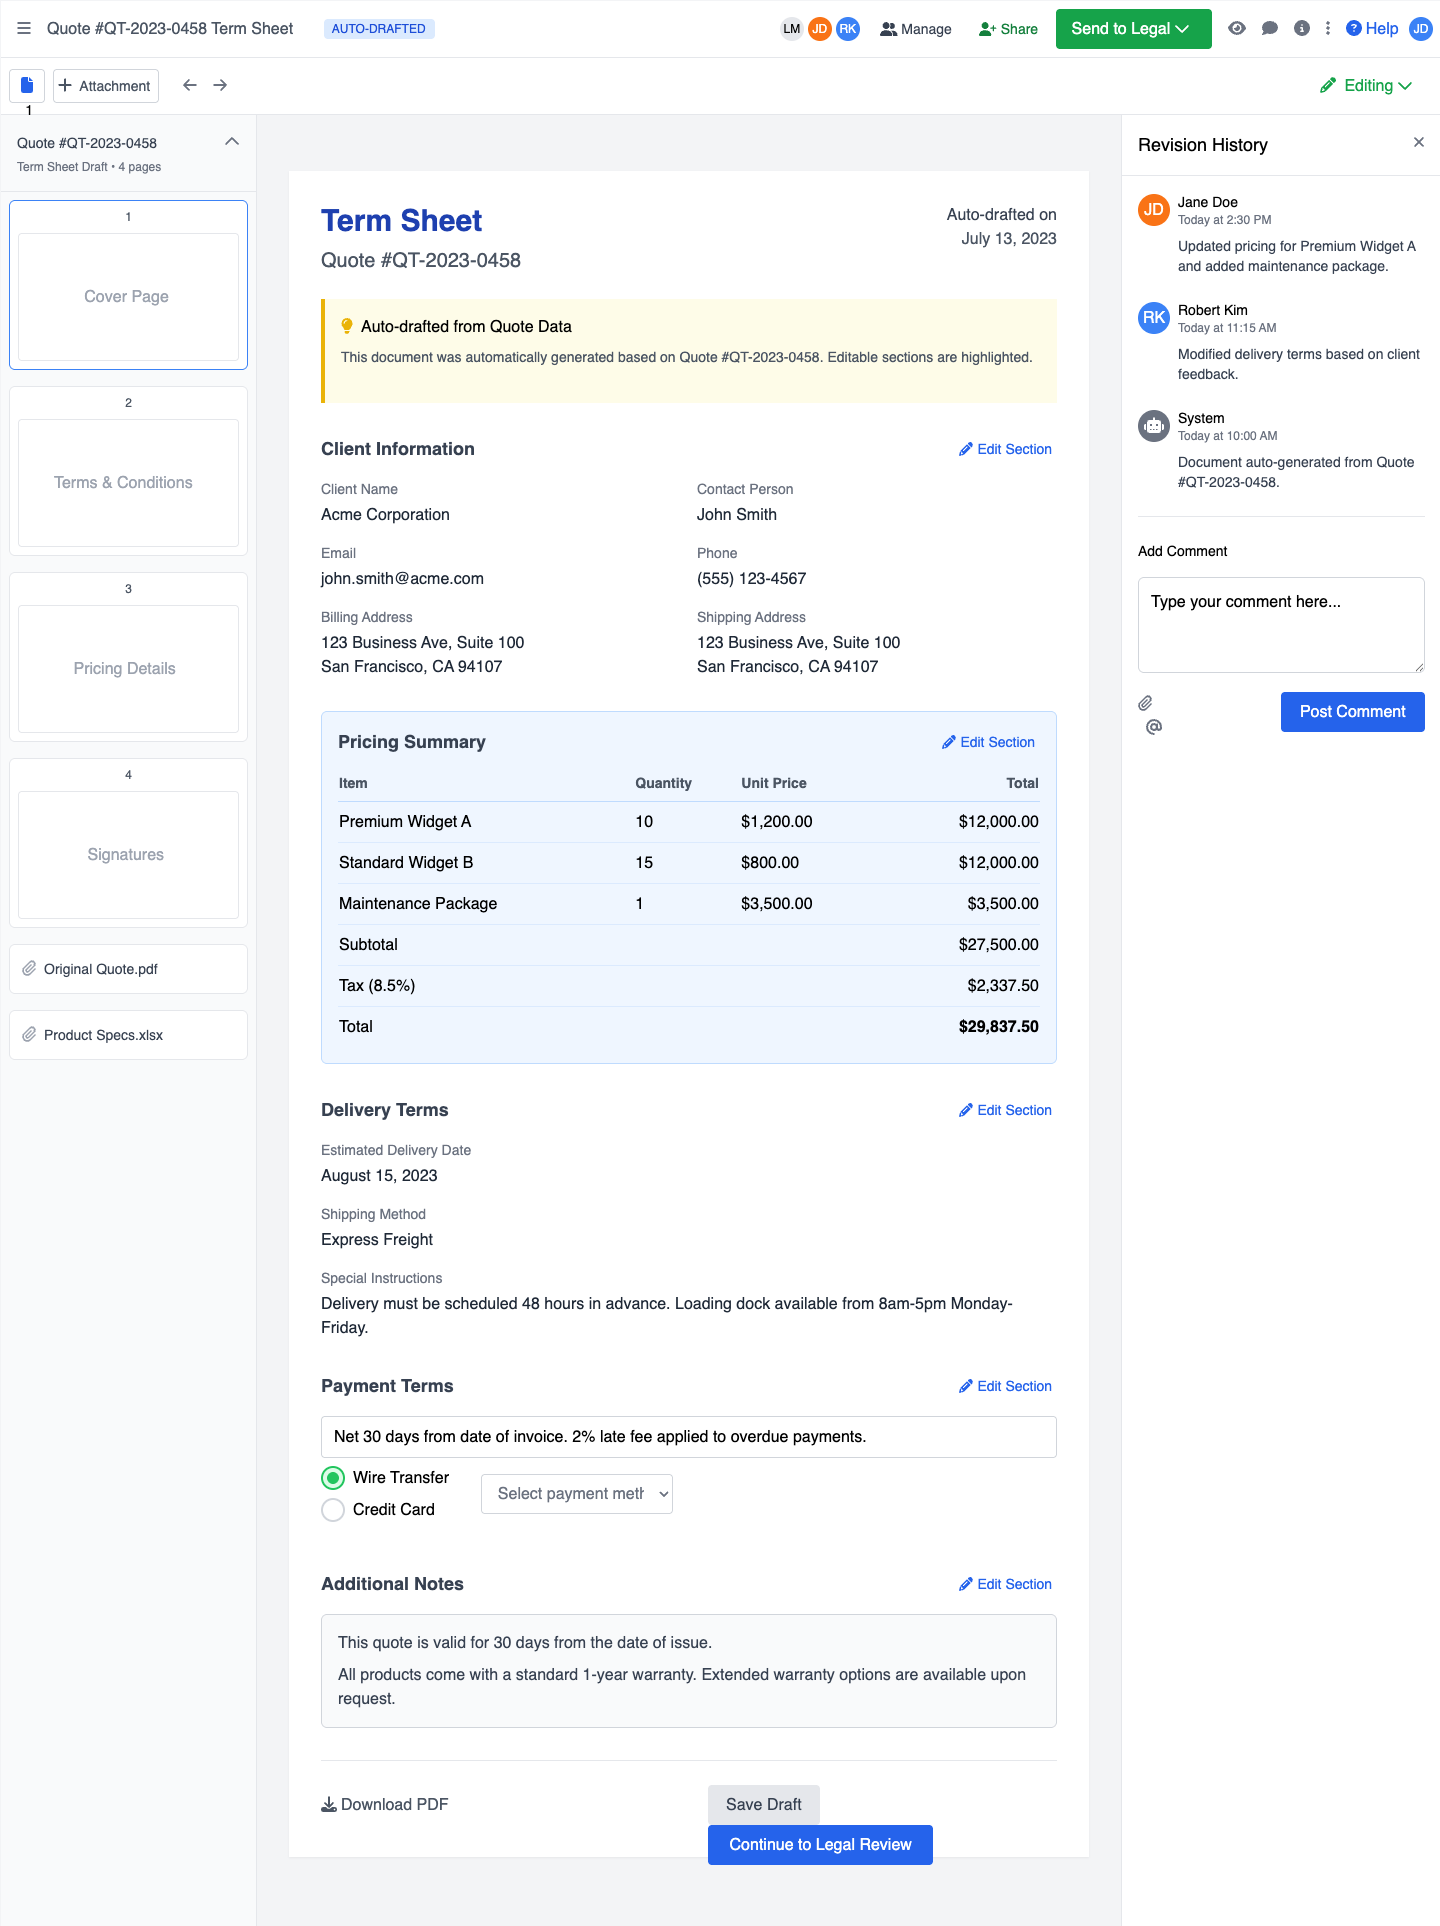 Quote #QT-2023-0458 Term Sheet
AUTO-DRAFTED
LM JD RK
Manage
Share
Send to Legal
Help
JD
1
Attachment
Editing
Quote #QT-2023-0458
Term Sheet Draft • 4 pages
1
Cover Page
2
Terms & Conditions
3
Pricing Details
4
Signatures
Original Quote.pdf
Product Specs.xlsx
Term Sheet
Quote #QT-2023-0458
Auto-drafted on
July 13, 2023
Auto-drafted from Quote Data
This document was automatically generated based on Quote #QT-2023-0458. Editable sections are highlighted.
Client Information
Edit Section
Client Name
Acme Corporation
Contact Person
John Smith
Email
john.smith@acme.com
Phone
(555) 123-4567
Billing Address
123 Business Ave, Suite 100
San Francisco, CA 94107
Shipping Address
123 Business Ave, Suite 100
San Francisco, CA 94107
Pricing Summary
Edit Section
Item Quantity Unit Price Total
Premium Widget A 10 $1,200.00 $12,000.00
Standard Widget B 15 $800.00 $12,000.00
Maintenance Package 1 $3,500.00 $3,500.00
Subtotal $27,500.00
Tax (8.5%) $2,337.50
Total $29,837.50
Delivery Terms
Edit Section
Estimated Delivery Date
August 15, 2023
Shipping Method
Express Freight
Special Instructions
Delivery must be scheduled 48 hours in advance. Loading dock available from 8am-5pm Monday-
Friday.
Payment Terms
Edit Section
Net 30 days from date of invoice. 2% late fee applied to overdue payments.
Wire Transfer
Credit Card
Select payment meth
Additional Notes
Edit Section
This quote is valid for 30 days from the date of issue.
All products come with a standard 1-year warranty. Extended warranty options are available upon
request.
Download PDF
Save Draft
Continue to Legal Review
Revision History
JD
Jane Doe
Today at 2:30 PM
Updated pricing for Premium Widget A
and added maintenance package.
RK
Robert Kim
Today at 11:15 AM
Modified delivery terms based on client
feedback.
System
Today at 10:00 AM
Document auto-generated from Quote
#QT-2023-0458.
Add Comment
Type your comment here...
@
Post Comment